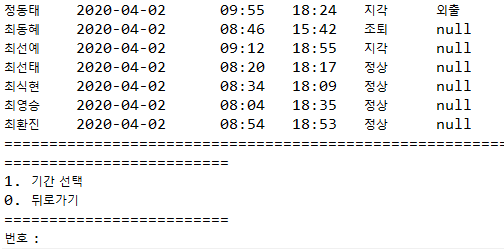 정동태 2020-04-02 09:55 18:24 지각 외출
최동혜 2020-04-02 08:46 15:42 조퇴 null
최선예 2020-04-02 09:12 18:55 지각 null
최선태 2020-04-02 08:20 18:17 정상 null
최식현 2020-04-02 08:34 18:09 정상 null
최영승 2020-04-02 08:04 18:35 정상 null
최환진 2020-04-02 08:54 18:53 정상 null
========================================================
=========================
1. 기간 선택
0. 뒤로가기
=========================
번호 :